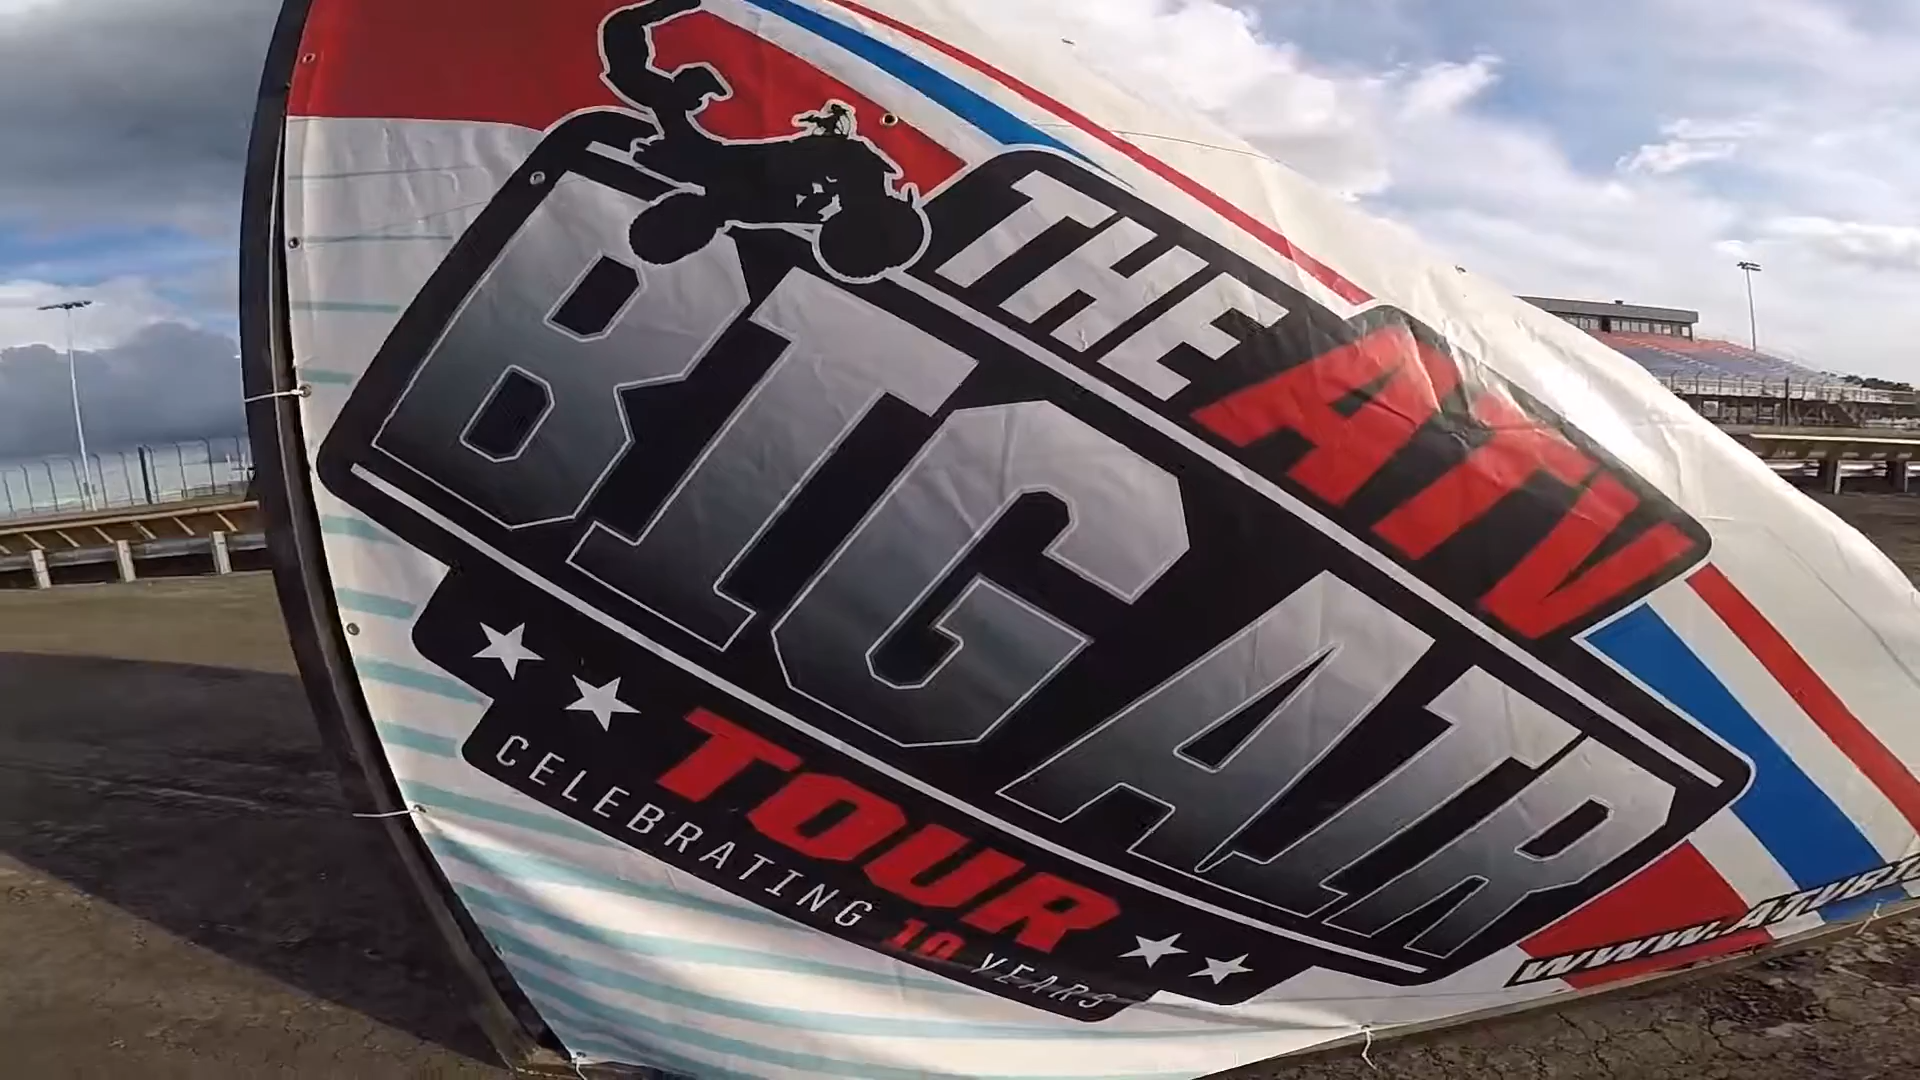 THE ATV
BIG AIR
TOUR
CELEBRATING 10 YEARS